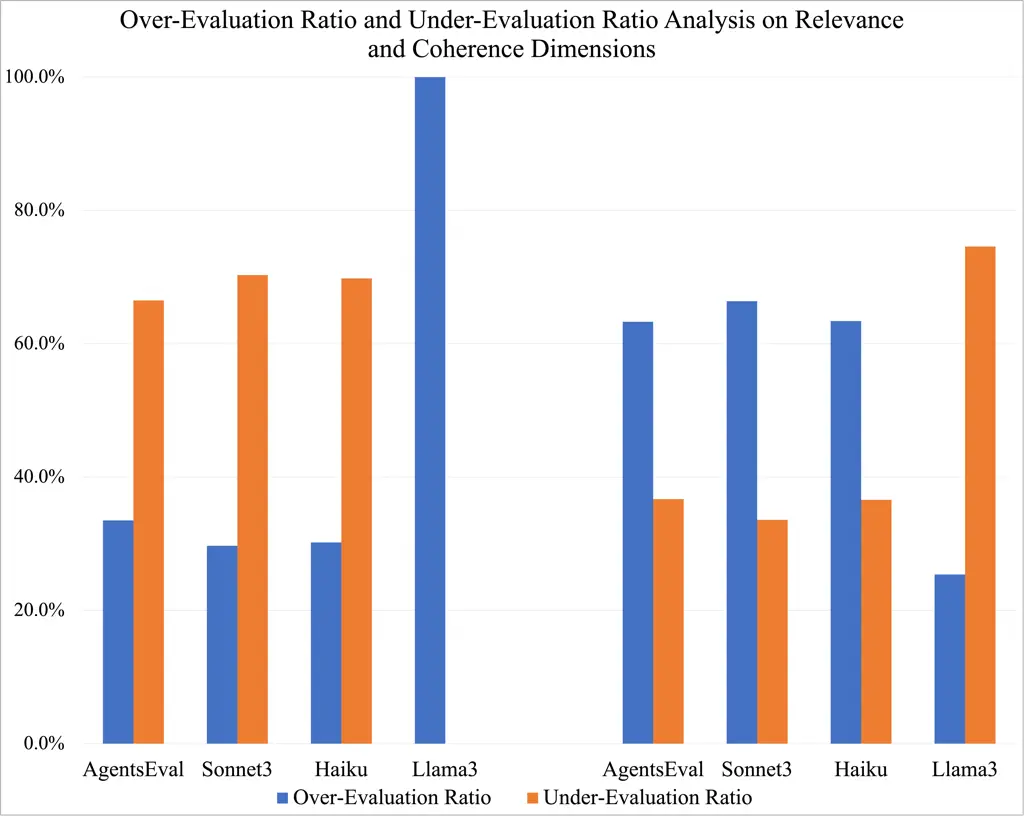 Over-Evaluation Ratio and Under-Evaluation Ratio Analysis on Relevance
and Coherence Dimensions
100.0%
80.0%
60.0%
40.0%
20.0%
0.0%
AgentsEval Sonnet3 Haiku Llama3 AgentsEval Sonnet3 Haiku Llama3
Over-Evaluation Ratio Under-Evaluation Ratio